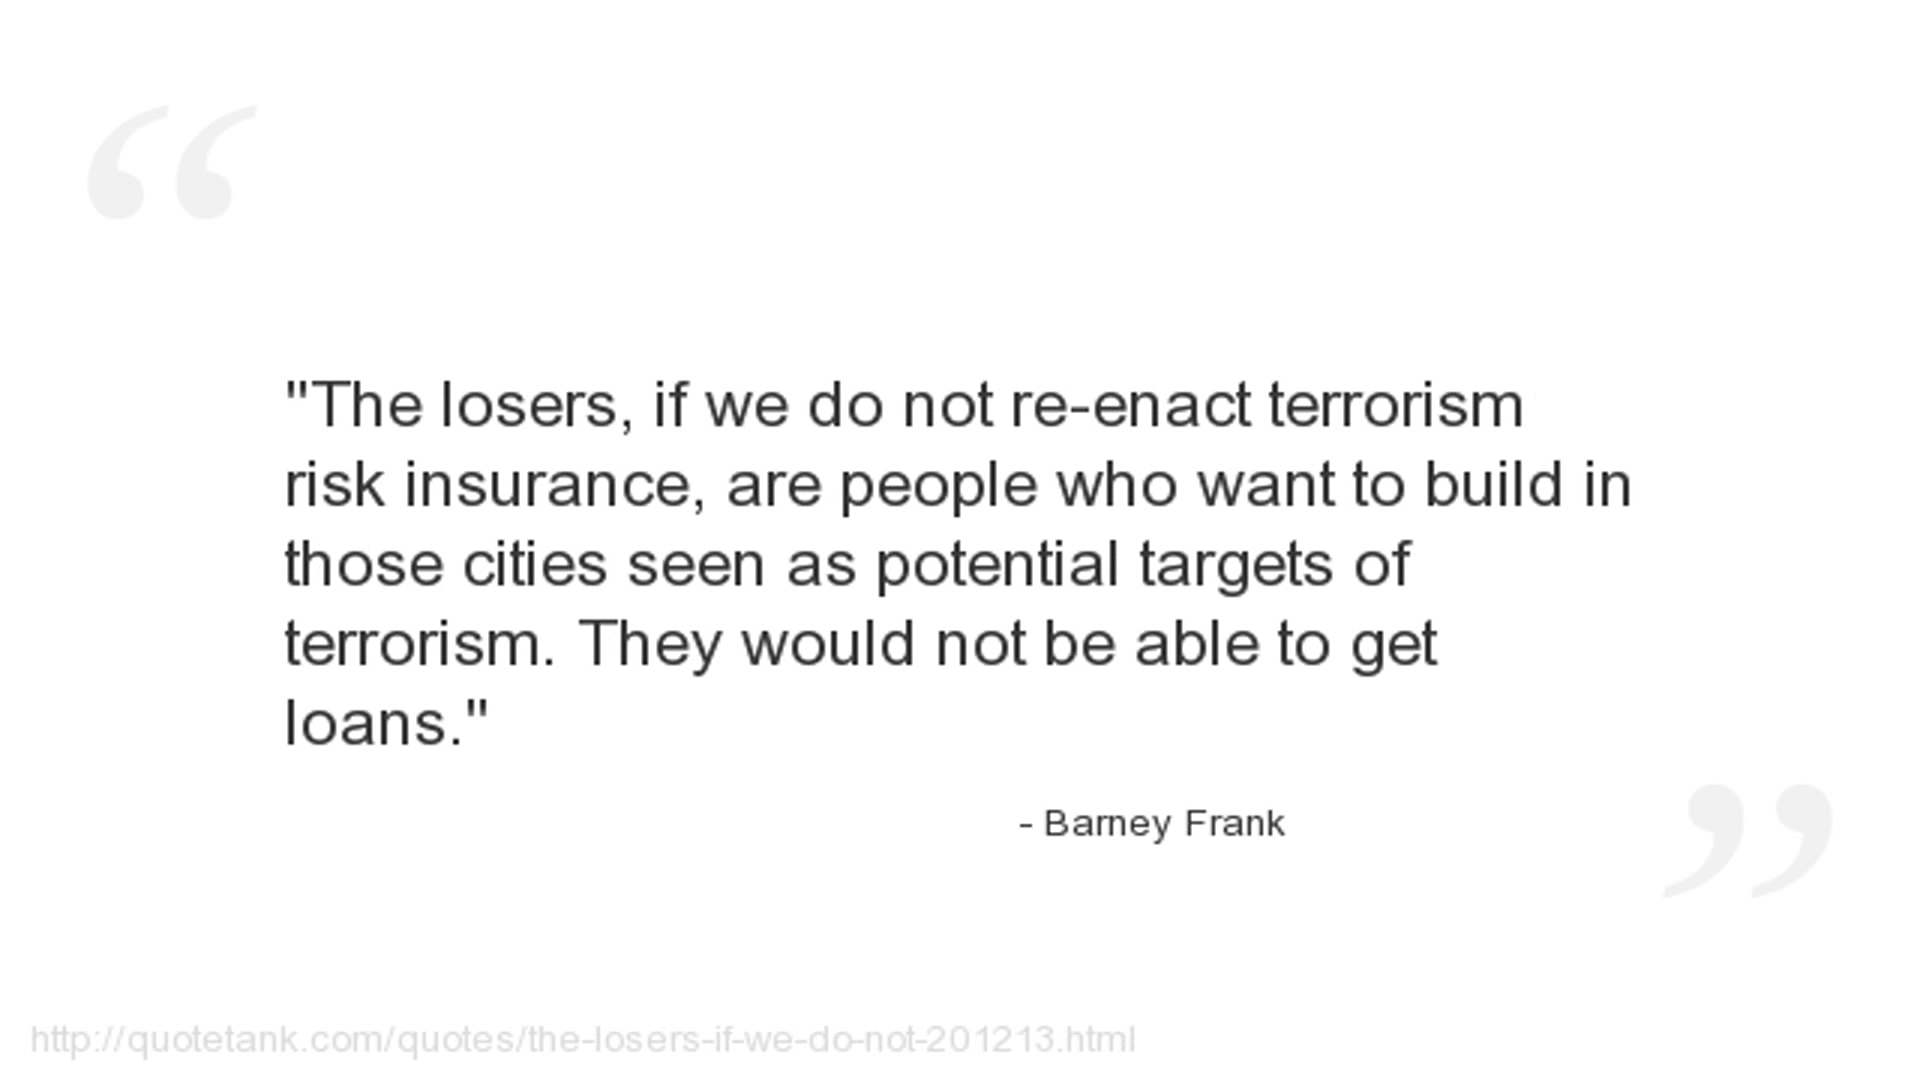 "The losers, if we do not re-enact terrorism
risk insurance, are people who want to build in
those cities seen as potential targets of
terrorism. They would not be able to get
loans."
- Barney Frank
http://quotetank.com/quotes/the-losers-if-we-do-not-201213.html